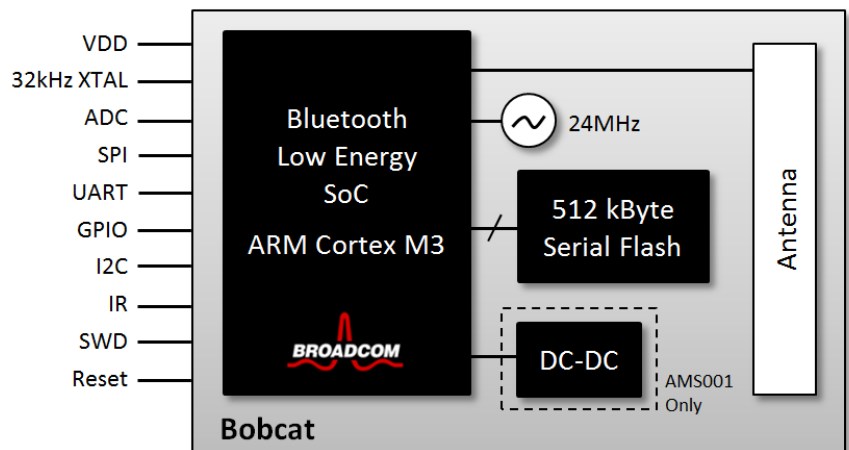 VDD
32kHz XTAL
ADC
SPI
UART
GPIO
I2C
IR
SWD
Reset
Bluetooth
Low Energy
SoC
ARM Cortex M3
BROADCOM
24MHz
512 kByte
Serial Flash
DC-DC
AMS001
Only
Antenna
Bobcat